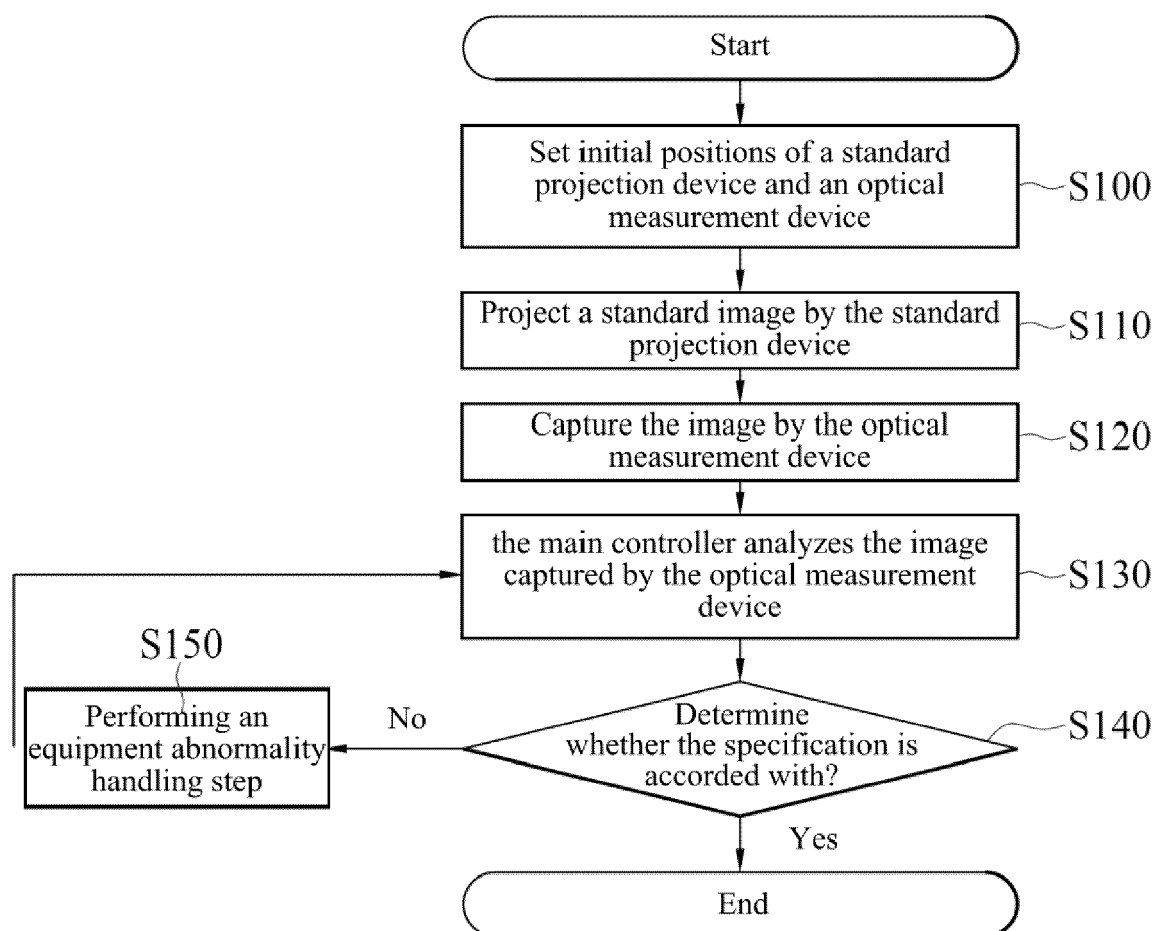 Start
Set initial positions of a standard
projection device and an optical
measurement device
S100
Project a standard image by the standard
projection device
S110
Capture the image by the optical
measurement device
S120
the main controller analyzes the image
captured by the optical measurement
device
S130
S150
Performing an
equipment abnormality
handling step
No
Determine
whether the specification is
accorded with?
S140
Yes
End